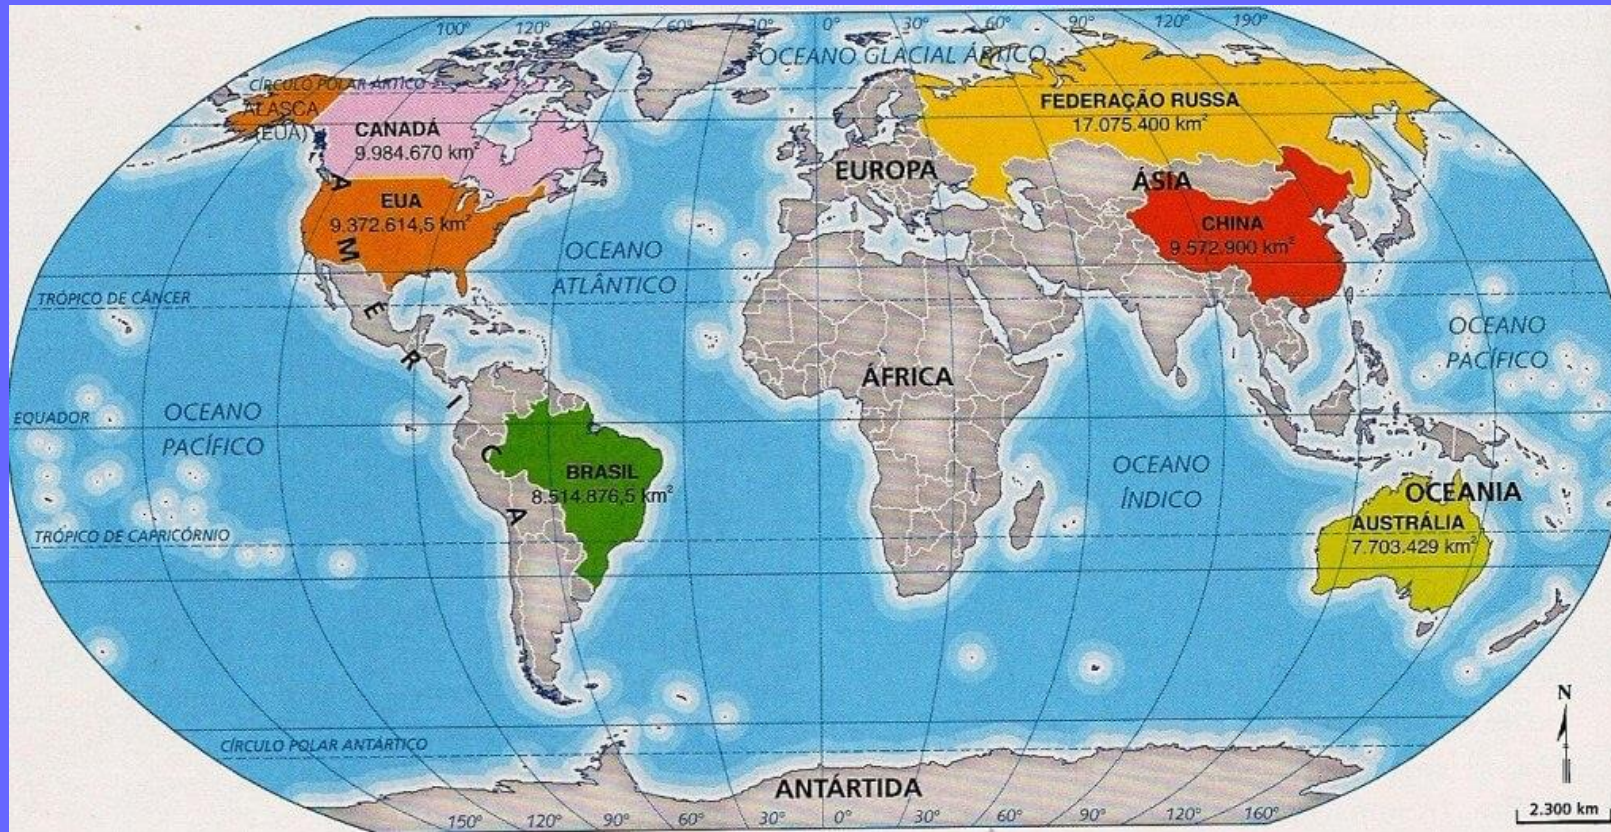 100° 120° 90° 60° 30° 0° 30° 60° 90° 120° 190°
OCEANO GLACIAL ÁRTICO
CÍRCULO POLAR ÁRTICO
ALASCA
(EUA)
CANADÁ
9.984.670 km²
FEDERAÇÃO RUSSA
17.075.400 km²
EUROPA
ÁSIA
EUA
9.372.614,5 km²
CHINA
9.572.900 km²
OCEANO
ATLÂNTICO
TRÓPICO DE CÂNCER
AMÉRICA
OCEANO
PACÍFICO
ÁFRICA
EQUADOR
OCEANO
PACÍFICO
BRASIL
8.514.876,5 km²
OCEANO
ÍNDICO
OCEANIA
AUSTRÁLIA
7.703.429 km²
TRÓPICO DE CAPRICÓRNIO
CÍRCULO POLAR ANTÁRTICO
N
ANTÁRTIDA
2.300 km
150° 120° 90° 60° 30° 0° 30° 60° 90° 120° 160°